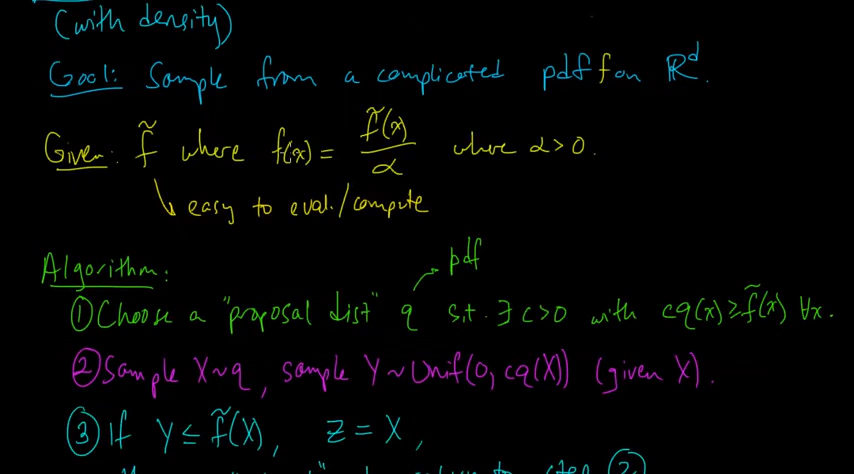 (with density)
Goal: Sample from a complicated pdf f on ℝᵈ.
Given: f̃ where f(x) = f̃(x)/α where α > 0.
↳ easy to eval./compute
Algorithm:
pdf
① Choose a "proposal dist" q s.t. ∃ c>0 with cq(x) ≥ f̃(x) ∀x.
② Sample X~q, sample Y~Unif(0, cq(X)) (given X).
③ If Y ≤ f̃(X), Z = X,